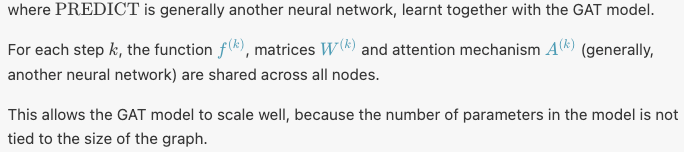 where PREDICT is generally another neural network, learnt together with the GAT model.
For each step k, the function f^(k), matrices W^(k) and attention mechanism A^(k) (generally,
another neural network) are shared across all nodes.
This allows the GAT model to scale well, because the number of parameters in the model is not
tied to the size of the graph.